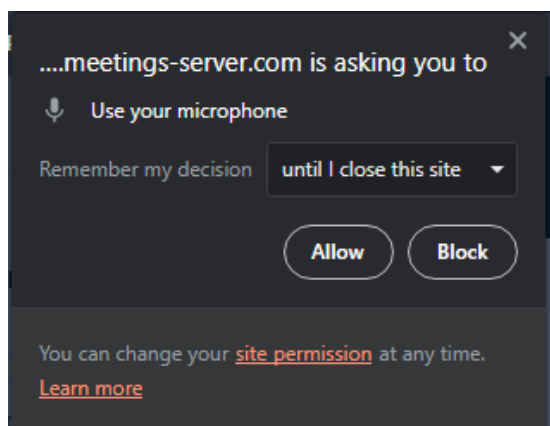 ....meetings-server.com is asking you to
Use your microphone
Remember my decision until I close this site
Allow Block
You can change your site permission at any time.
Learn more